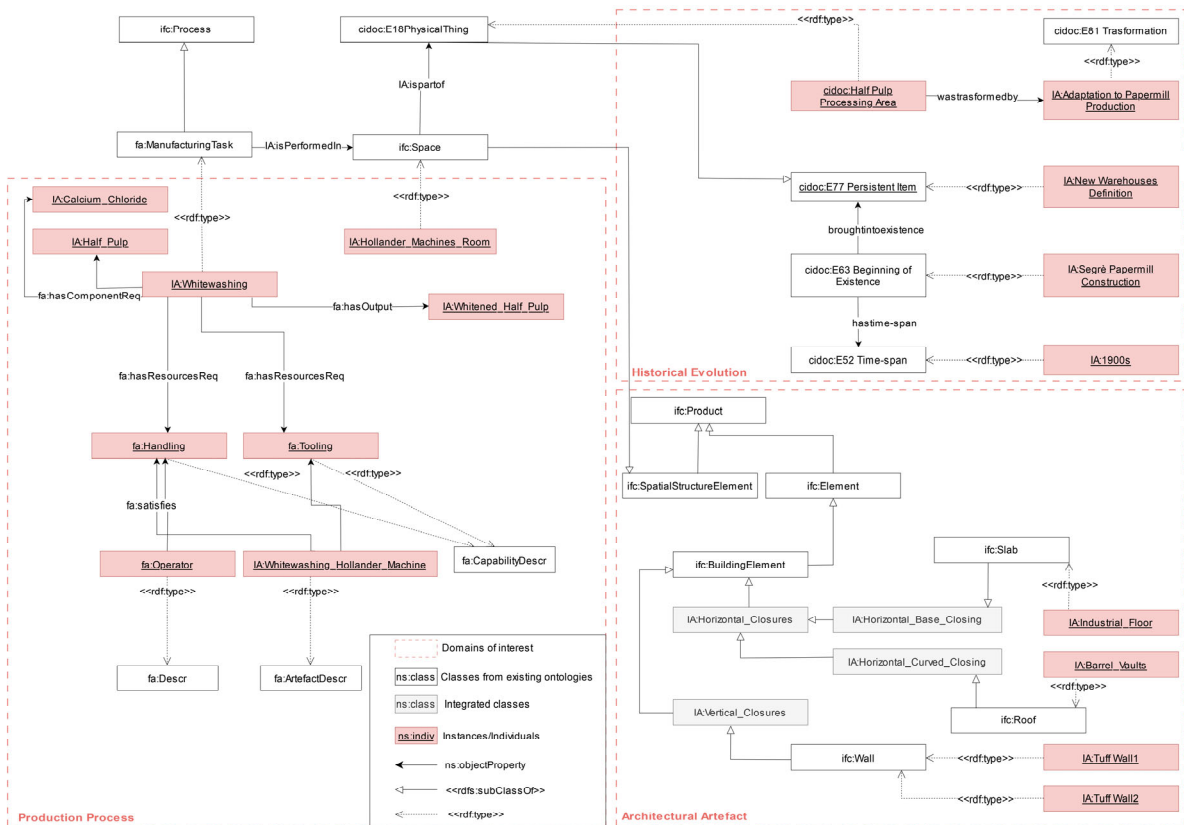 ifc:Process
cidoc:E18PhysicalThing
<<rdf:type>>
cidoc:E81 Trasformation
<<rdf:type>>
IA:ispartof
cidoc:Half Pulp
Processing Area
wastrasformedby
IA:Adaptation to Papermill
Production
fa:ManufacturingTask
IA:isPerformedIn
ifc:Space
cidoc:E77 Persistent Item
<<rdf:type>>
IA:New Warehouses
Definition
IA:Calcium_Chloride
<<rdf:type>>
<<rdf:type>>
broughtintoexistence
IA:Half_Pulp
IA:Hollander_Machines_Room
cidoc:E63 Beginning of
Existence
<<rdf:type>>
IA:Segrè Papermill
Construction
IA:Whitewashing
fa:hasComponentReq
fa:hasOutput
IA:Whitened_Half_Pulp
hastime-span
cidoc:E52 Time-span
<<rdf:type>>
IA:1900s
fa:hasResourcesReq
fa:hasResourcesReq
Historical Evolution
ifc:Product
fa:Handling
fa:Tooling
<<rdf:type>>
<<rdf:type>>
ifc:SpatialStructureElement
ifc:Element
fa:satisfies
fa:Operator
IA:Whitewashing_Hollander_Machine
fa:CapabilityDescr
ifc:BuildingElement
ifc:Slab
<<rdf:type>>
<<rdf:type>>
<<rdf:type>>
IA:Horizontal_Closures
IA:Horizontal_Base_Closing
IA:Industrial_Floor
Domains of interest
IA:Horizontal_Curved_Closing
IA:Barrel_Vaults
fa:Descr
fa:ArtefactDescr
ns:class
Classes from existing ontologies
<<rdf:type>>
ns:class
Integrated classes
IA:Vertical_Closures
ifc:Roof
ns:indiv
Instances/Individuals
ifc:Wall
<<rdf:type>>
IA:Tuff Wall1
ns:objectProperty
<<rdfs:subClassOf>>
<<rdf:type>>
IA:Tuff Wall2
<<rdf:type>>
Production Process
Architectural Artefact